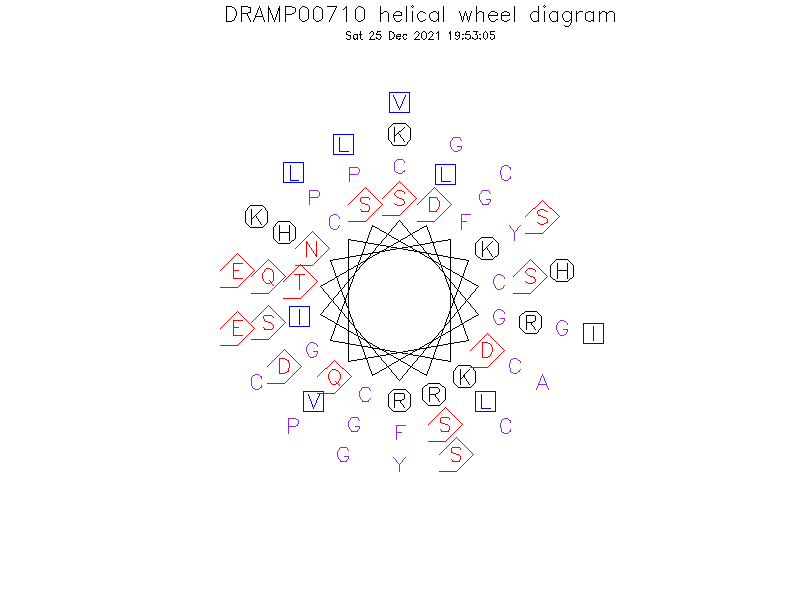 DRAMP00710 helical wheel diagram
Sat 25 Dec 2021 19:53:05
V
L K G
L P C L C
P S S D G S
K C F Y
H N K
E Q T C S H
E S I G R G I
G D
C D Q K C A
V C R R L
P G F S C
G Y S